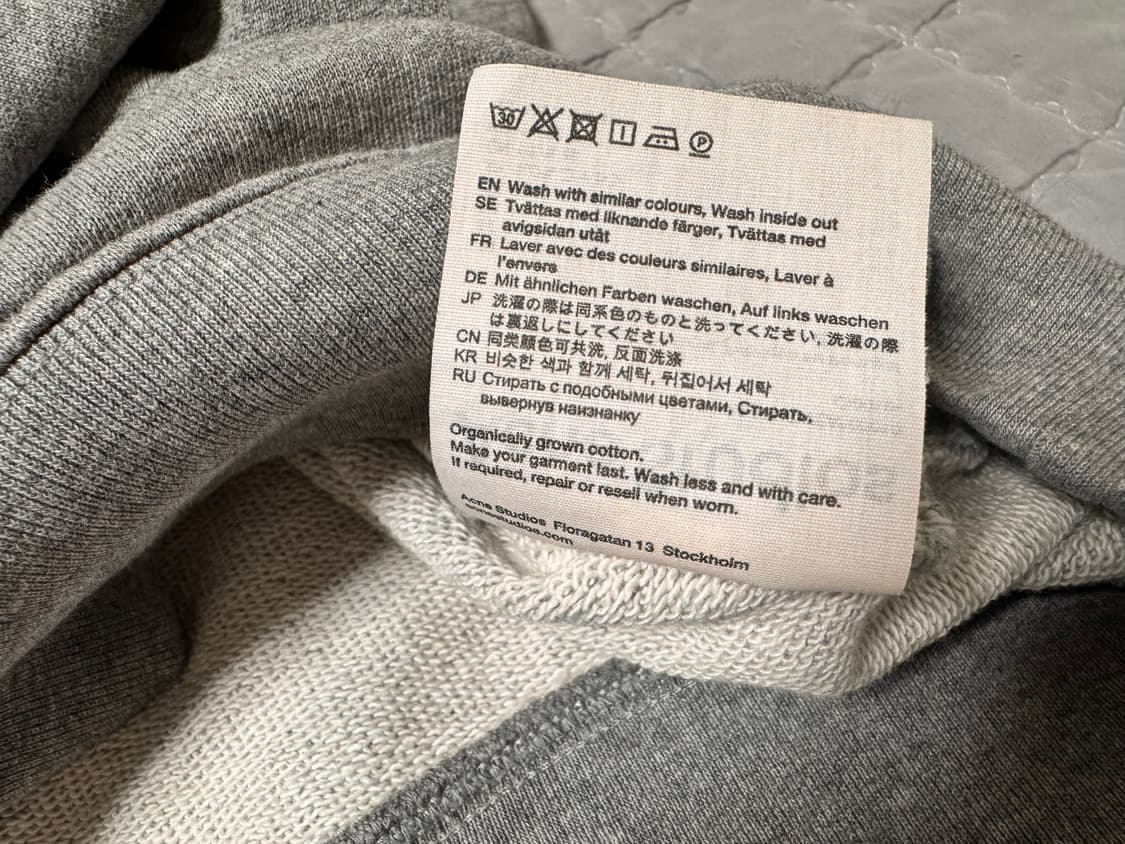 30
P
EN Wash with similar colours, Wash inside out
SE Tvättas med liknande färger, Tvättas med
avigsidan utåt
FR Laver avec des couleurs similaires, Laver à
l'envers
DE Mit ähnlichen Farben waschen, Auf links waschen
JP 洗濯の際は同系色のものと洗ってください, 洗濯の際
は裏返しにしてください
CN 同类颜色可共洗, 反面洗涤
KR 비슷한 색과 함께 세탁, 뒤집어서 세탁
RU Стирать с подобными цветами, Стирать,
вывернув наизнанку
Organically grown cotton.
Make your garment last. Wash less and with care.
If required, repair or resell when worn.
Acne Studios Floragatan 13 Stockholm
acnestudios.com